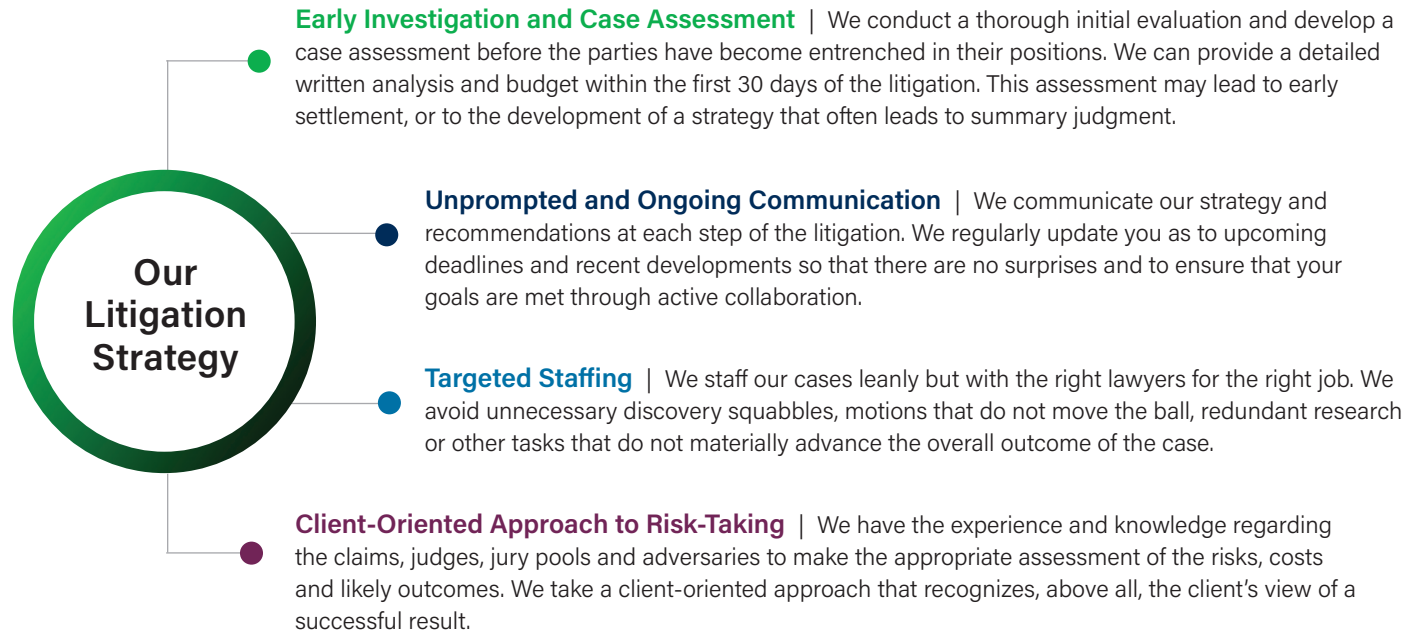 Early Investigation and Case Assessment | We conduct a thorough initial evaluation and develop a
case assessment before the parties have become entrenched in their positions. We can provide a detailed
written analysis and budget within the first 30 days of the litigation. This assessment may lead to early
settlement, or to the development of a strategy that often leads to summary judgment.
Our
Litigation
Strategy
Unprompted and Ongoing Communication | We communicate our strategy and
recommendations at each step of the litigation. We regularly update you as to upcoming
deadlines and recent developments so that there are no surprises and to ensure that your
goals are met through active collaboration.
Targeted Staffing | We staff our cases leanly but with the right lawyers for the right job. We
avoid unnecessary discovery squabbles, motions that do not move the ball, redundant research
or other tasks that do not materially advance the overall outcome of the case.
Client-Oriented Approach to Risk-Taking | We have the experience and knowledge regarding
the claims, judges, jury pools and adversaries to make the appropriate assessment of the risks, costs
and likely outcomes. We take a client-oriented approach that recognizes, above all, the client’s view of a
successful result.